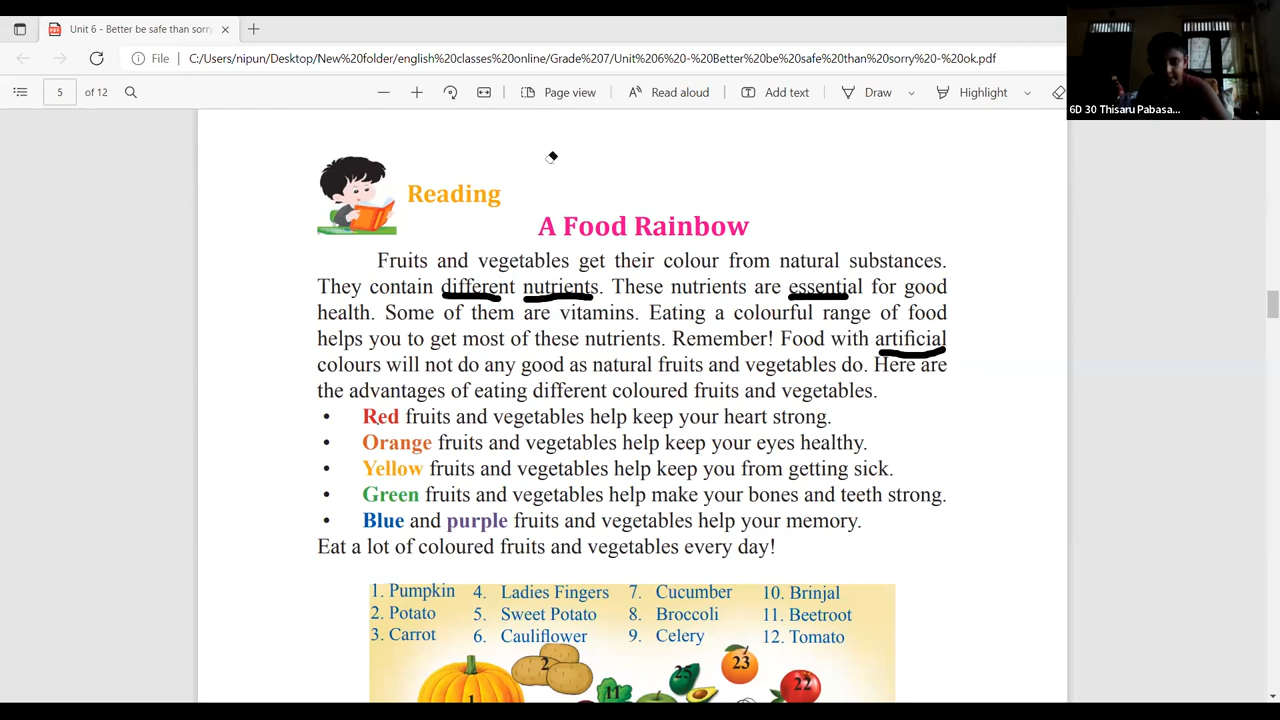 Unit 6 - Better be safe than sorry
File C:/Users/nipun/Desktop/New%20folder/english%20classes%20online/Grade%207/Unit%206%20-%20Better%20be%20safe%20than%20sorry%20-%20ok.pdf
5 of 12 Page view Read aloud Add text Draw Highlight
6D 30 Thisaru Pabasa...
Reading
A Food Rainbow
Fruits and vegetables get their colour from natural substances.
They contain different nutrients. These nutrients are essential for good
health. Some of them are vitamins. Eating a colourful range of food
helps you to get most of these nutrients. Remember! Food with artificial
colours will not do any good as natural fruits and vegetables do. Here are
the advantages of eating different coloured fruits and vegetables.
• Red fruits and vegetables help keep your heart strong.
• Orange fruits and vegetables help keep your eyes healthy.
• Yellow fruits and vegetables help keep you from getting sick.
• Green fruits and vegetables help make your bones and teeth strong.
• Blue and purple fruits and vegetables help your memory.
Eat a lot of coloured fruits and vegetables every day!
1. Pumpkin 4. Ladies Fingers 7. Cucumber 10. Brinjal
2. Potato 5. Sweet Potato 8. Broccoli 11. Beetroot
3. Carrot 6. Cauliflower 9. Celery 12. Tomato
1 2 11 25 23 22